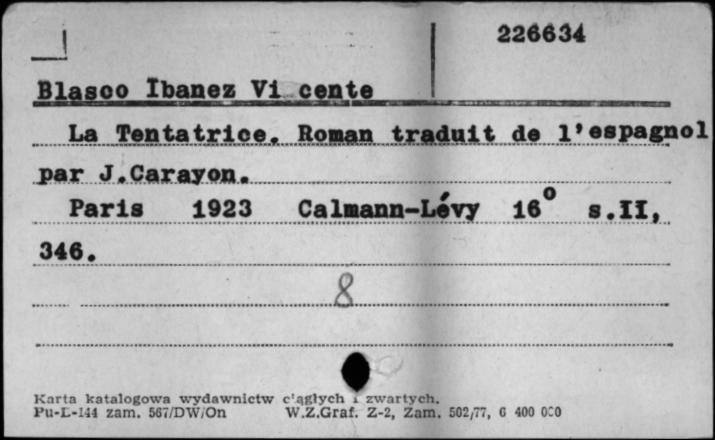 226634
Blasco Ibanez Vi cente
La Tentatrice. Roman traduit de l'espagnol
par J.Carayon.
Paris 1923 Calmann-Lévy 16° s.II,
346.
8
Karta katalogowa wydawnictw ciągłych i zwartych.
Pu-L-144 zam. 567/DW/On W.Z.Graf. Z-2, Zam. 502/77, 6 400 000